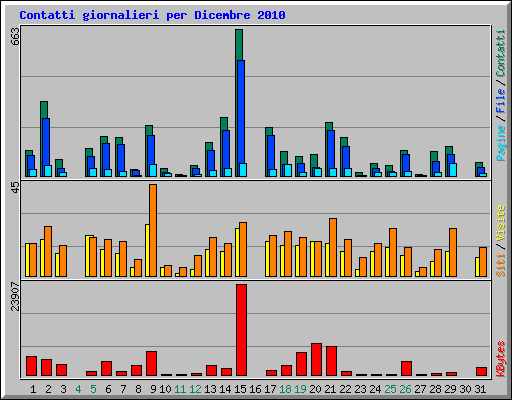 Contatti giornalieri per Dicembre 2010
663
Pagine / File / Contatti
45
Siti / Visite
23907
KBytes
1 2 3 4 5 6 7 8 9 10 11 12 13 14 15 16 17 18 19 20 21 22 23 24 25 26 27 28 29 30 31